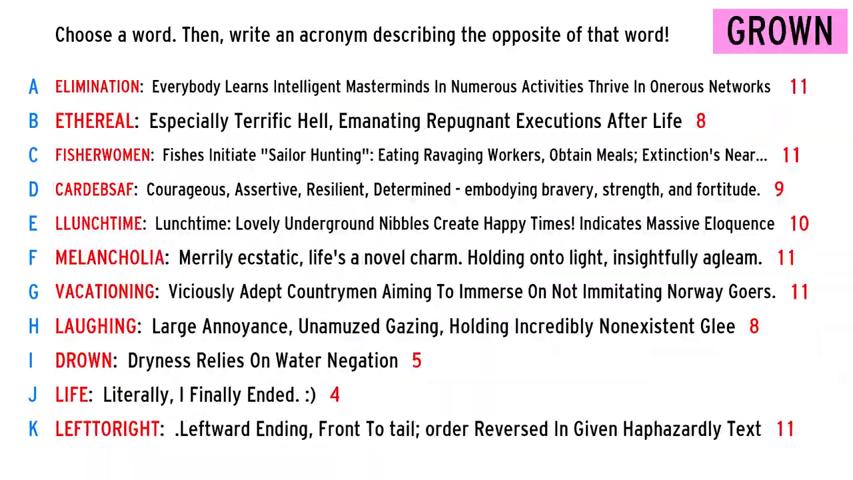 Choose a word. Then, write an acronym describing the opposite of that word!
GROWN
A ELIMINATION: Everybody Learns Intelligent Masterminds In Numerous Activities Thrive In Onerous Networks 11
B ETHEREAL: Especially Terrific Hell, Emanating Repugnant Executions After Life 8
C FISHERWOMEN: Fishes Initiate "Sailor Hunting": Eating Ravaging Workers, Obtain Meals; Extinction's Near... 11
D CARDEBSAF: Courageous, Assertive, Resilient, Determined - embodying bravery, strength, and fortitude. 9
E LLUNCHTIME: Lunchtime: Lovely Underground Nibbles Create Happy Times! Indicates Massive Eloquence 10
F MELANCHOLIA: Merrily ecstatic, life's a novel charm. Holding onto light, insightfully agleam. 11
G VACATIONING: Viciously Adept Countrymen Aiming To Immerse On Not Immitating Norway Goers. 11
H LAUGHING: Large Annoyance, Unamuzed Gazing, Holding Incredibly Nonexistent Glee 8
I DROWN: Dryness Relies On Water Negation 5
J LIFE: Literally, I Finally Ended. :) 4
K LEFTTORIGHT: .Leftward Ending, Front To tail; order Reversed In Given Haphazardly Text 11